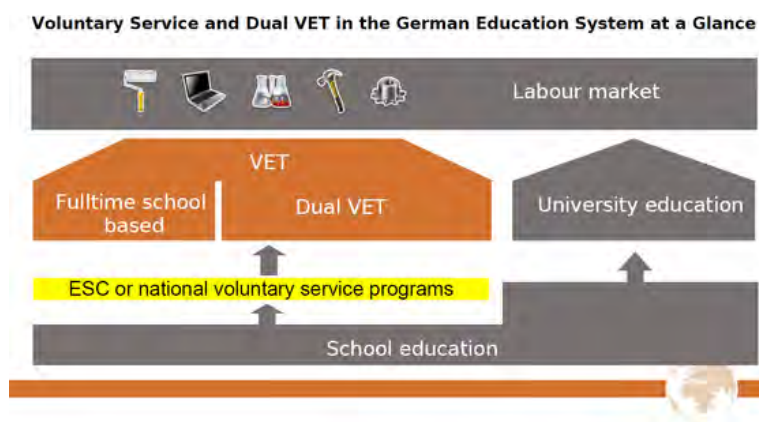 Voluntary Service and Dual VET in the German Education System at a Glance
Labour market
VET
Fulltime school
based
Dual VET
University education
ESC or national voluntary service programs
School education